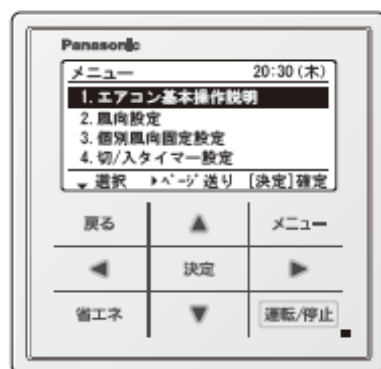 Panasonic
メニュー 20:30 (木)
1. エアコン基本操作説明
2. 風向設定
3. 個別風向固定設定
4. 切/入タイマー設定
選択 ▸ページ送り [決定]確定
戻る ▲ メニュー
◀ 決定 ▶
省エネ ▼ 運転/停止